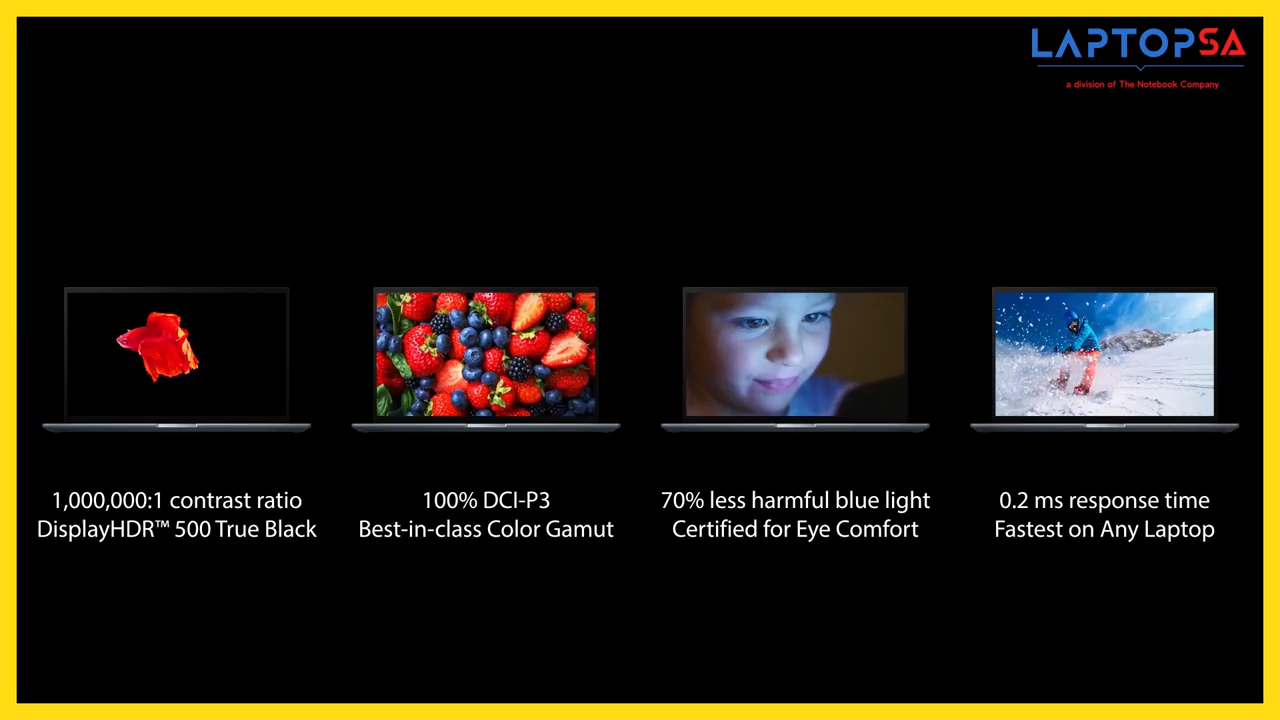 LAPTOPSA
a division of The Notebook Company
1,000,000:1 contrast ratio
DisplayHDR™ 500 True Black
100% DCI-P3
Best-in-class Color Gamut
70% less harmful blue light
Certified for Eye Comfort
0.2 ms response time
Fastest on Any Laptop